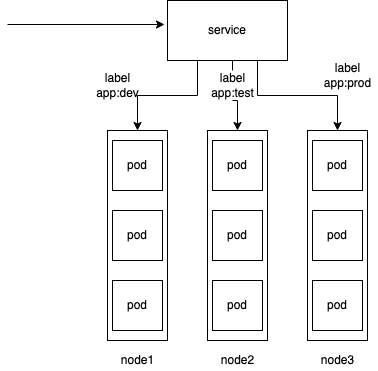 service
label
app:dev
label
app:test
label
app:prod
pod
pod
pod
pod
pod
pod
pod
pod
pod
node1
node2
node3